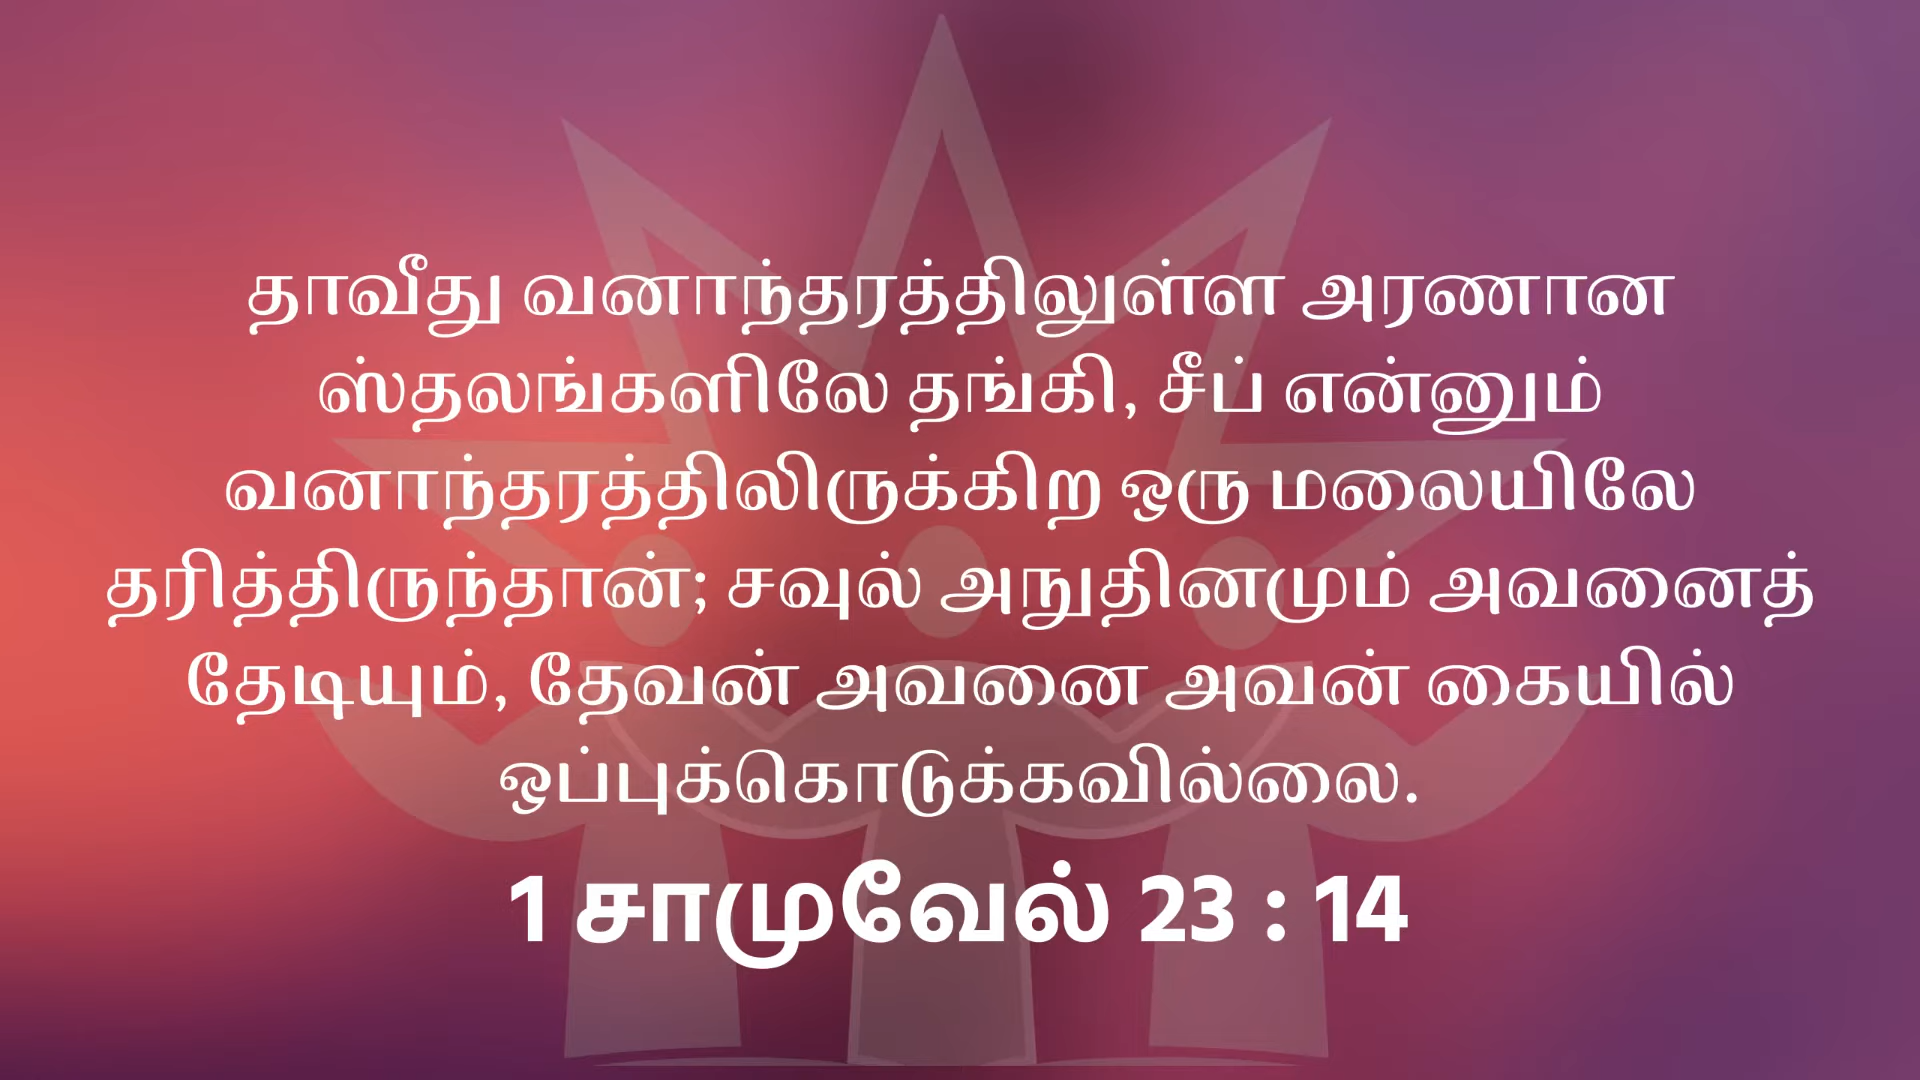 தாவீது வனாந்தரத்திலுள்ள அரணான
ஸ்தலங்களிலே தங்கி, சீப் என்னும்
வனாந்தரத்திலிருக்கிற ஒரு மலையிலே
தரித்திருந்தான்; சவுல் அநுதினமும் அவனைத்
தேடியும், தேவன் அவனை அவன் கையில்
ஒப்புக்கொடுக்கவில்லை.
1 சாமுவேல் 23 : 14